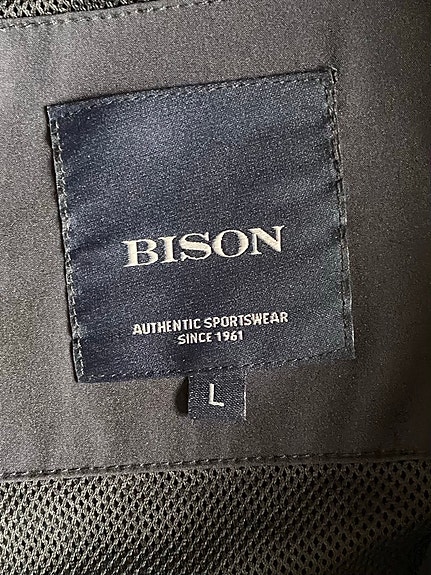 BISON
AUTHENTIC SPORTSWEAR
SINCE 1961
L